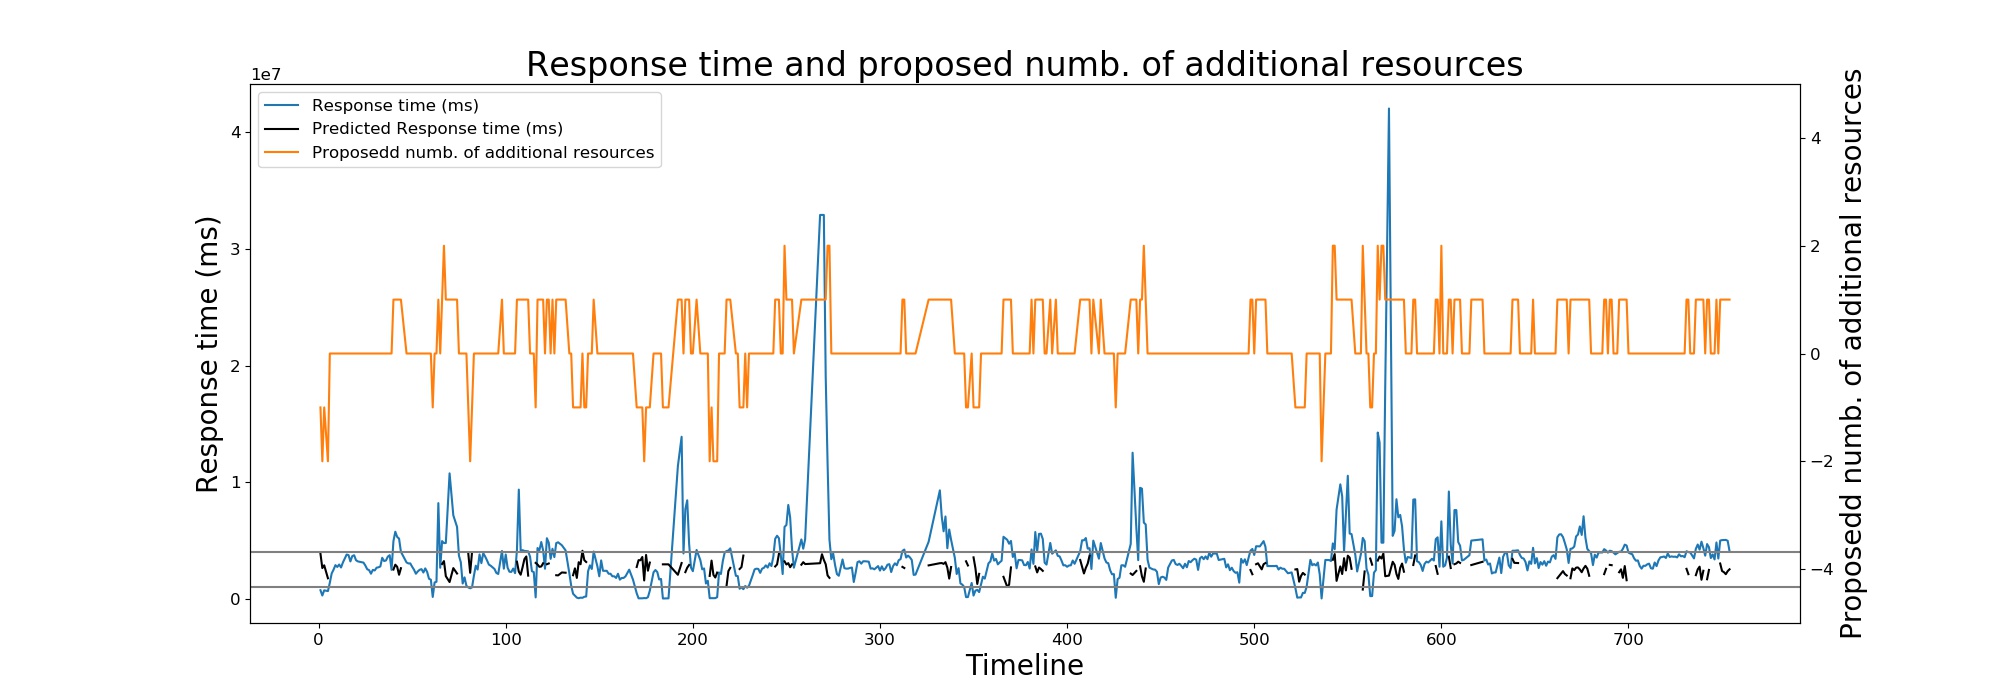 Response time and proposed numb. of additional resources
1e7
Response time (ms)
Predicted Response time (ms)
Proposedd numb. of additional resources
4
3
2
1
0
Response time (ms)
4
2
0
−2
−4
Proposedd numb. of additional resources
0 100 200 300 400 500 600 700
Timeline